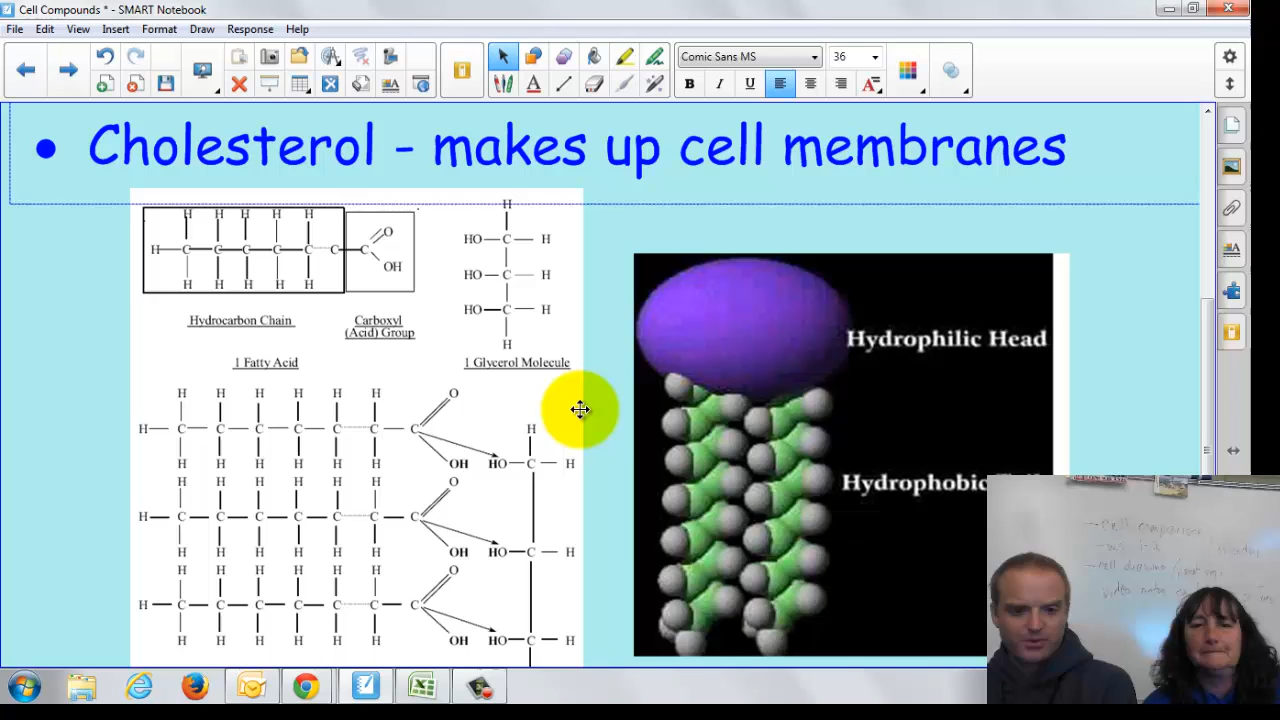 Cell Compounds * - SMART Notebook
File Edit View Insert Format Draw Response Help
Comic Sans MS 36
B I U A
• Cholesterol - makes up cell membranes
H H H H H
H C C C C C C C O
OH
H H H H H
Hydrocarbon Chain
Carboxyl
(Acid) Group
1 Fatty Acid
H
HO C H
HO C H
HO C H
H
1 Glycerol Molecule
H H H H H H O
H C C C C C C C H
H H H H H H OH HO C H
H H H H H H O
H C C C C C C C
H H H H H H OH HO C H
H H H H H H O
H C C C C C C C
H H H H H H OH HO C H
Hydrophilic Head
Hydrophobic
- cell